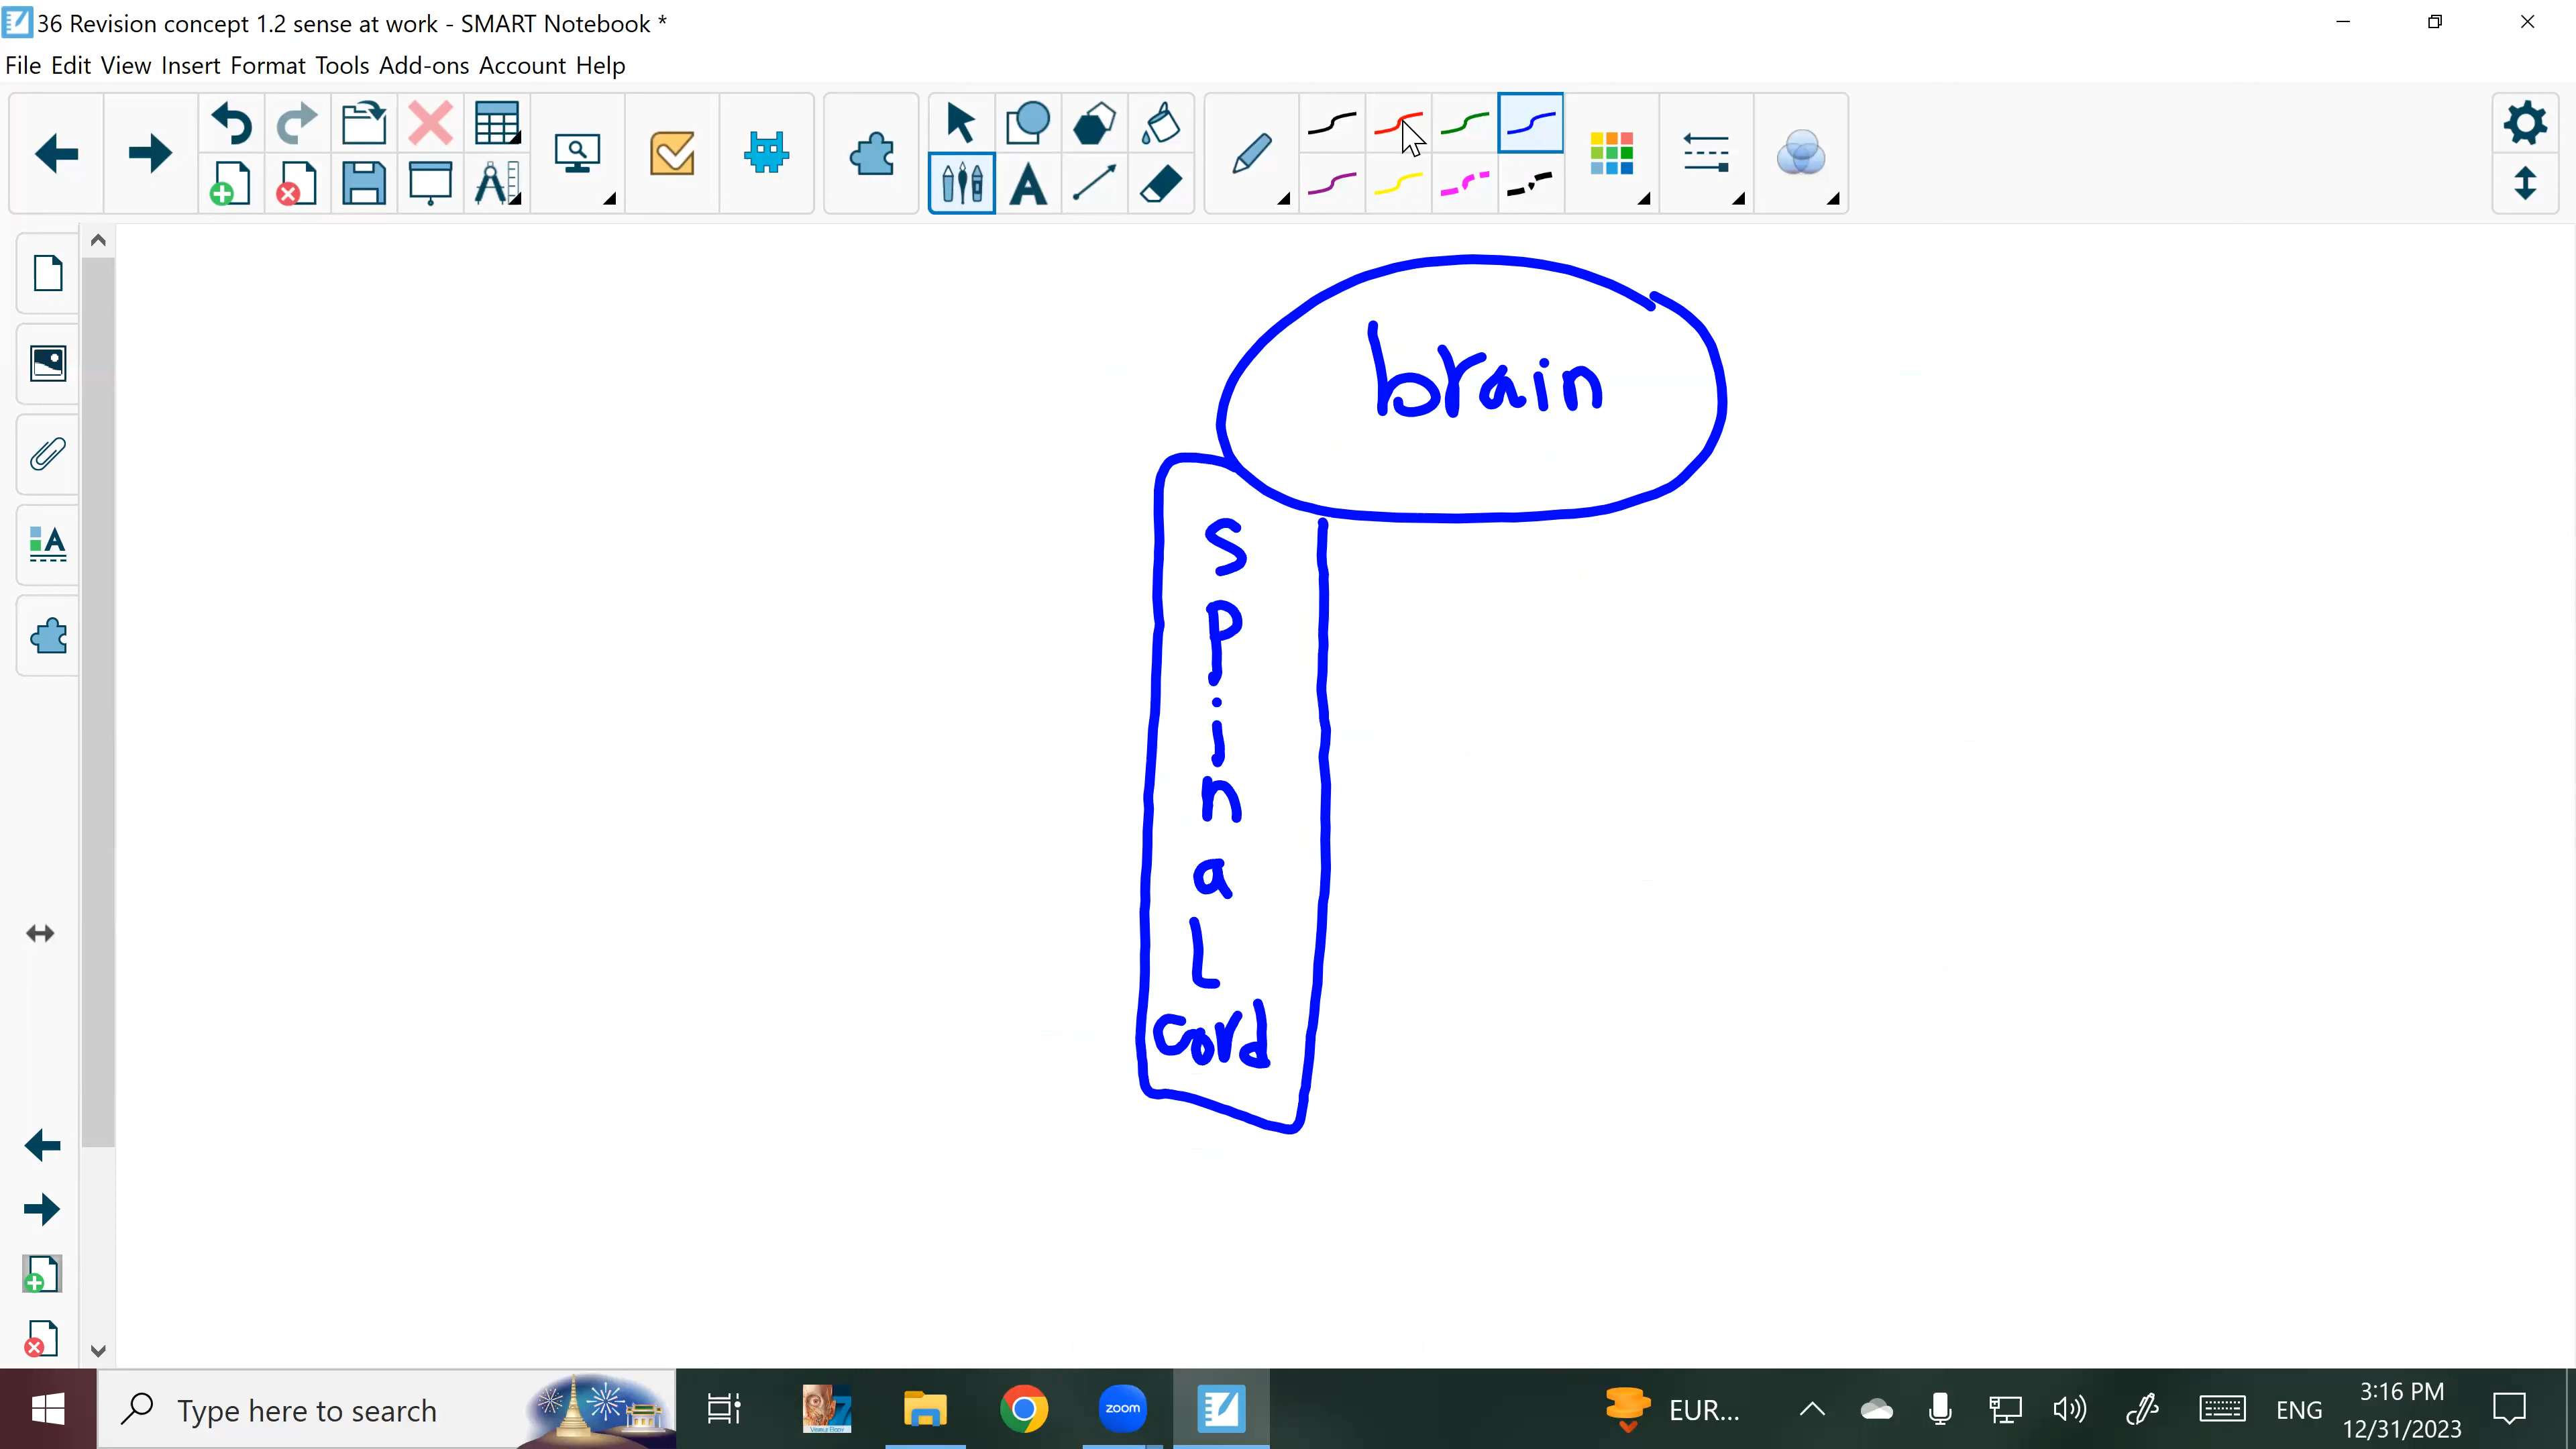 36 Revision concept 1.2 sense at work - SMART Notebook *
File Edit View Insert Format Tools Add-ons Account Help
brain
s
p
i
n
a
L
cord
Type here to search
zoom
EUR...
ENG
3:16 PM
12/31/2023